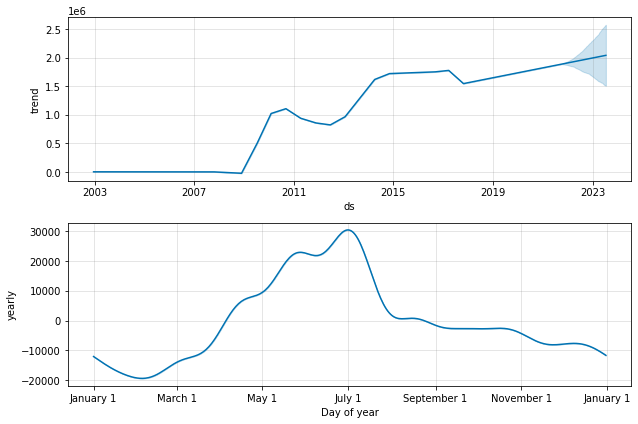 1e6
2.5
2.0
1.5
1.0
0.5
0.0
trend
2003 2007 2011 2015 2019 2023
ds
30000
20000
10000
0
−10000
−20000
yearly
January 1 March 1 May 1 July 1 September 1 November 1 January 1
Day of year